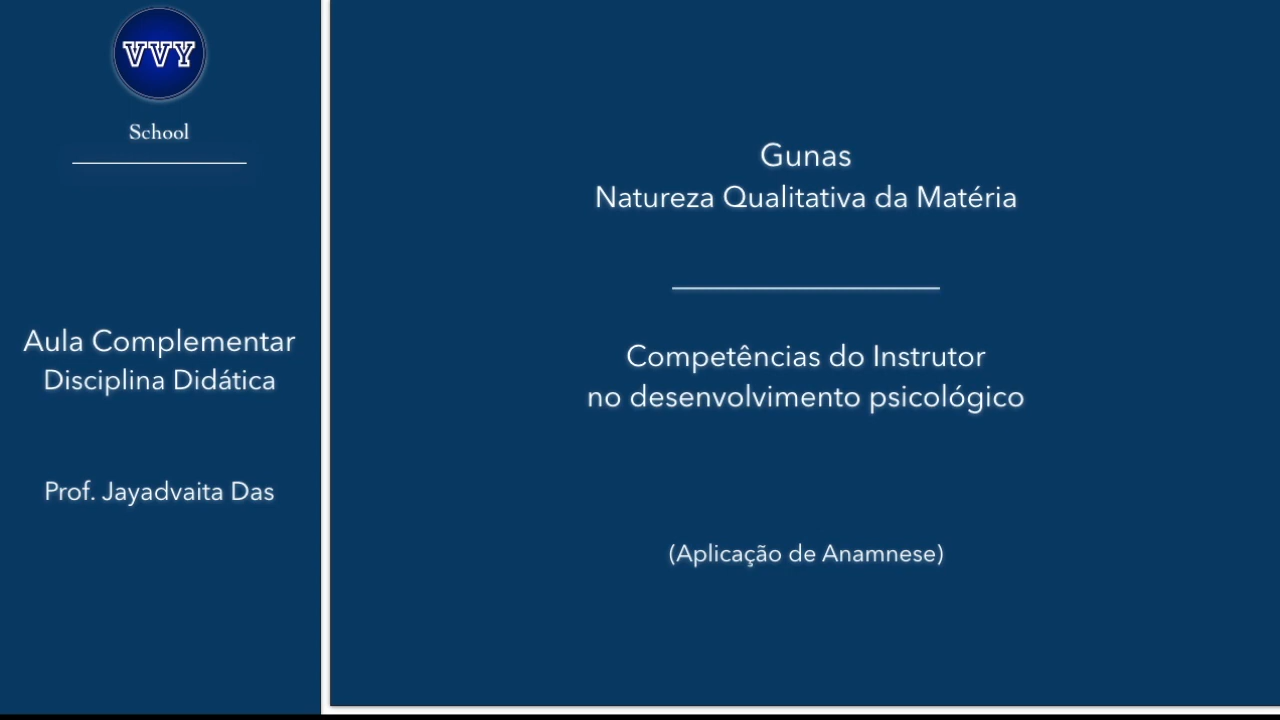 VVY
School
Aula Complementar
Disciplina Didática
Prof. Jayadvaita Das
Gunas
Natureza Qualitativa da Matéria
Competências do Instrutor
no desenvolvimento psicológico
(Aplicação de Anamnese)